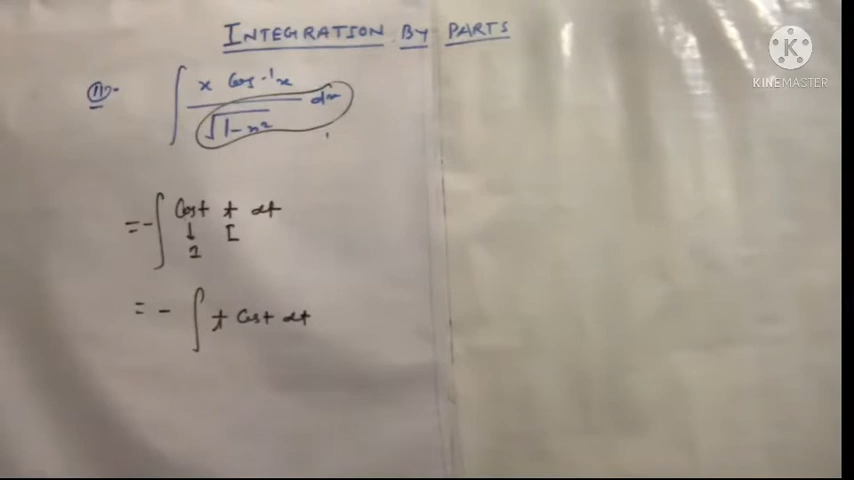 INTEGRATION BY PARTS
K
KINEMASTER
(11)- ∫ x Cos⁻¹x / √1-x² dx
= - ∫ Cost t dt
↓ I
2
= - ∫ t Cost dt